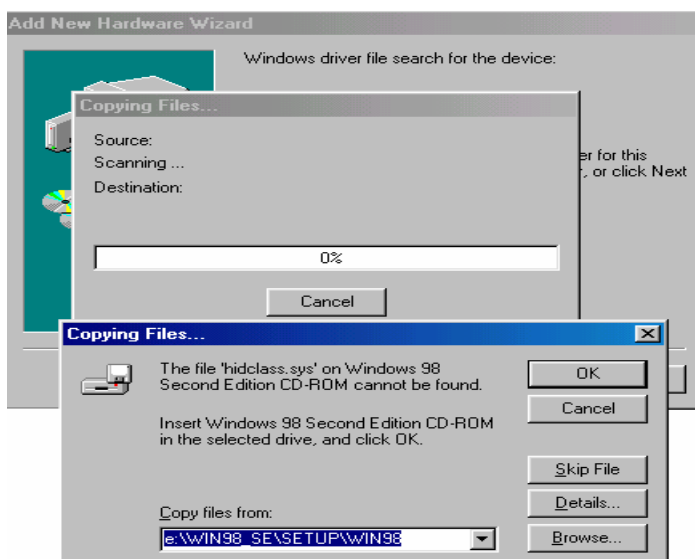 Add New Hardware Wizard
Windows driver file search for the device:
er for this
, or click Next
Copying Files...
Source:
Scanning ...
Destination:
0%
Cancel
Copying Files...
The file 'hidclass.sys' on Windows 98
Second Edition CD-ROM cannot be found.
Insert Windows 98 Second Edition CD-ROM
in the selected drive, and click OK.
Copy files from:
e:\WIN98_SE\SETUP\WIN98
OK
Cancel
Skip File
Details...
Browse...